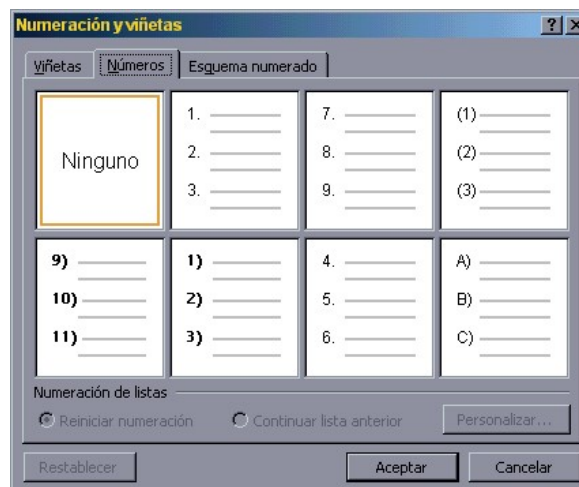 Numeración y viñetas
? X
Viñetas Números Esquema numerado
Ninguno
1.
2.
3.
7.
8.
9.
(1)
(2)
(3)
9)
10)
11)
1)
2)
3)
4.
5.
6.
A)
B)
C)
Numeración de listas
Reiniciar numeración Continuar lista anterior Personalizar...
Restablecer Aceptar Cancelar